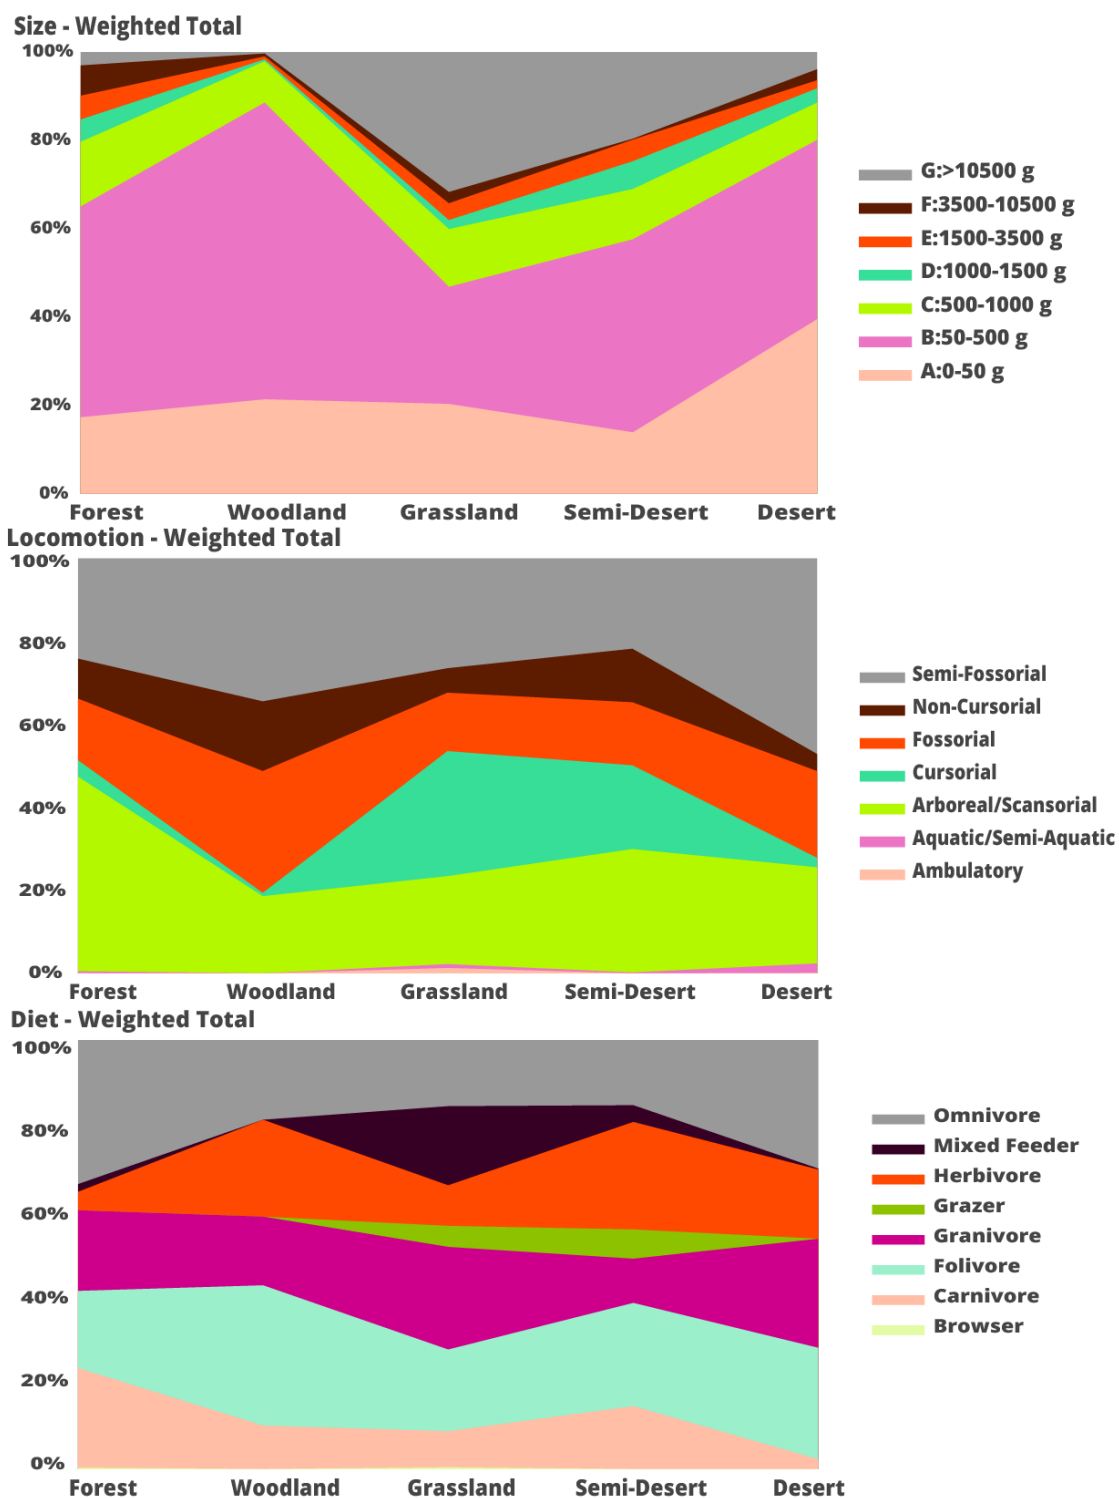 Size - Weighted Total
100%
80%
60%
40%
20%
0%
Forest Woodland Grassland Semi-Desert Desert
G:>10500 g
F:3500-10500 g
E:1500-3500 g
D:1000-1500 g
C:500-1000 g
B:50-500 g
A:0-50 g
Locomotion - Weighted Total
100%
80%
60%
40%
20%
0%
Forest Woodland Grassland Semi-Desert Desert
Semi-Fossorial
Non-Cursorial
Fossorial
Cursorial
Arboreal/Scansorial
Aquatic/Semi-Aquatic
Ambulatory
Diet - Weighted Total
100%
80%
60%
40%
20%
0%
Forest Woodland Grassland Semi-Desert Desert
Omnivore
Mixed Feeder
Herbivore
Grazer
Granivore
Folivore
Carnivore
Browser